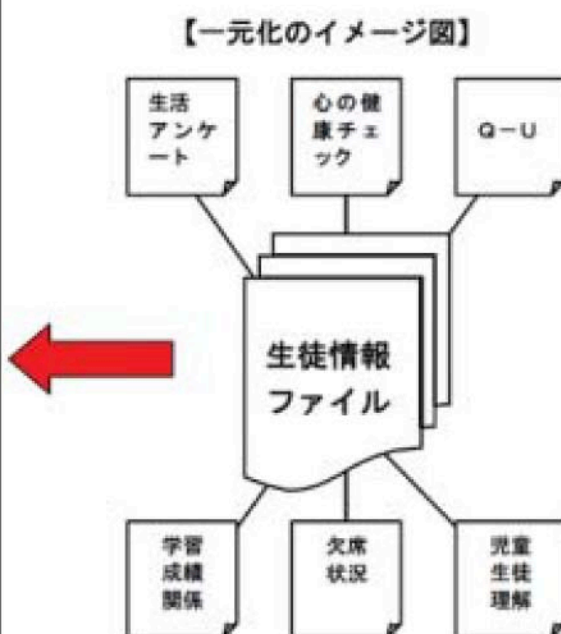 【一元化のイメージ図】
生活
アンケ
ート
心の健
康チェ
ック
Q－U
生徒情報
ファイル
学習
成績
関係
欠席
状況
児童
生徒
理解